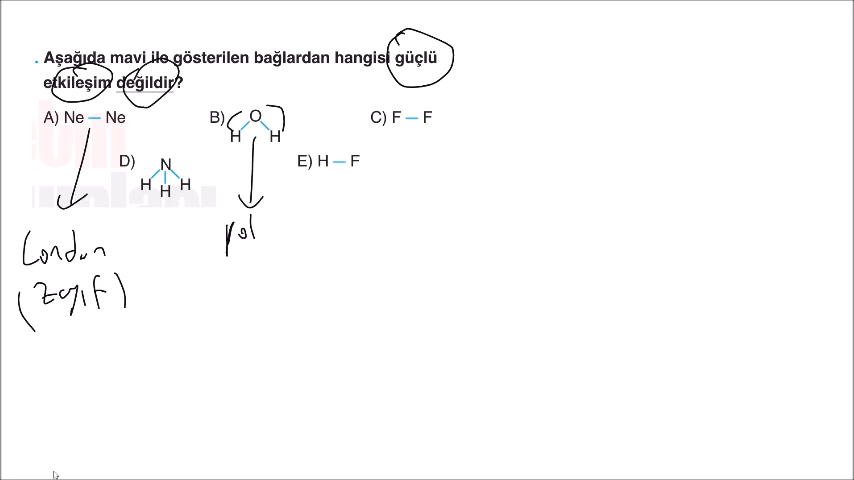 . Aşağıda mavi ile gösterilen bağlardan hangisi güçlü
etkileşim değildir?
A) Ne — Ne
B) O
H H
C) F — F
D) N
H H H
E) H — F
London
(Zayıf)
pol